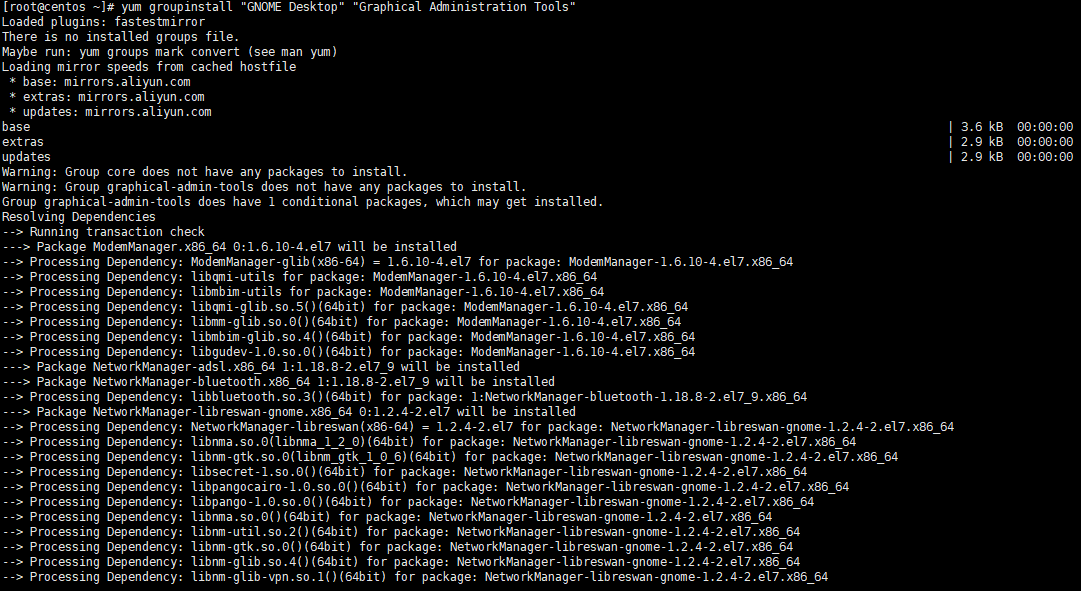 [root@centos ~]# yum groupinstall "GNOME Desktop" "Graphical Administration Tools"
Loaded plugins: fastestmirror
There is no installed groups file.
Maybe run: yum groups mark convert (see man yum)
Loading mirror speeds from cached hostfile
 * base: mirrors.aliyun.com
 * extras: mirrors.aliyun.com
 * updates: mirrors.aliyun.com
base | 3.6 kB 00:00:00
extras | 2.9 kB 00:00:00
updates | 2.9 kB 00:00:00
Warning: Group core does not have any packages to install.
Warning: Group graphical-admin-tools does not have any packages to install.
Group graphical-admin-tools does have 1 conditional packages, which may get installed.
Resolving Dependencies
--> Running transaction check
---> Package ModemManager.x86_64 0:1.6.10-4.el7 will be installed
--> Processing Dependency: ModemManager-glib(x86-64) = 1.6.10-4.el7 for package: ModemManager-1.6.10-4.el7.x86_64
--> Processing Dependency: libqmi-utils for package: ModemManager-1.6.10-4.el7.x86_64
--> Processing Dependency: libmbim-utils for package: ModemManager-1.6.10-4.el7.x86_64
--> Processing Dependency: libqmi-glib.so.5()(64bit) for package: ModemManager-1.6.10-4.el7.x86_64
--> Processing Dependency: libmm-glib.so.0()(64bit) for package: ModemManager-1.6.10-4.el7.x86_64
--> Processing Dependency: libmbim-glib.so.4()(64bit) for package: ModemManager-1.6.10-4.el7.x86_64
--> Processing Dependency: libgudev-1.0.so.0()(64bit) for package: ModemManager-1.6.10-4.el7.x86_64
---> Package NetworkManager-adsl.x86_64 1:1.18.8-2.el7_9 will be installed
---> Package NetworkManager-bluetooth.x86_64 1:1.18.8-2.el7_9 will be installed
--> Processing Dependency: libbluetooth.so.3()(64bit) for package: 1:NetworkManager-bluetooth-1.18.8-2.el7_9.x86_64
---> Package NetworkManager-libreswan-gnome.x86_64 0:1.2.4-2.el7 will be installed
--> Processing Dependency: NetworkManager-libreswan(x86-64) = 1.2.4-2.el7 for package: NetworkManager-libreswan-gnome-1.2.4-2.el7.x86_64
--> Processing Dependency: libnma.so.0(libnma_1_2_0)(64bit) for package: NetworkManager-libreswan-gnome-1.2.4-2.el7.x86_64
--> Processing Dependency: libnm-gtk.so.0(libnm_gtk_1_0_6)(64bit) for package: NetworkManager-libreswan-gnome-1.2.4-2.el7.x86_64
--> Processing Dependency: libsecret-1.so.0()(64bit) for package: NetworkManager-libreswan-gnome-1.2.4-2.el7.x86_64
--> Processing Dependency: libpangocairo-1.0.so.0()(64bit) for package: NetworkManager-libreswan-gnome-1.2.4-2.el7.x86_64
--> Processing Dependency: libpango-1.0.so.0()(64bit) for package: NetworkManager-libreswan-gnome-1.2.4-2.el7.x86_64
--> Processing Dependency: libnma.so.0()(64bit) for package: NetworkManager-libreswan-gnome-1.2.4-2.el7.x86_64
--> Processing Dependency: libnm-util.so.2()(64bit) for package: NetworkManager-libreswan-gnome-1.2.4-2.el7.x86_64
--> Processing Dependency: libnm-gtk.so.0()(64bit) for package: NetworkManager-libreswan-gnome-1.2.4-2.el7.x86_64
--> Processing Dependency: libnm-glib.so.4()(64bit) for package: NetworkManager-libreswan-gnome-1.2.4-2.el7.x86_64
--> Processing Dependency: libnm-glib-vpn.so.1()(64bit) for package: NetworkManager-libreswan-gnome-1.2.4-2.el7.x86_64